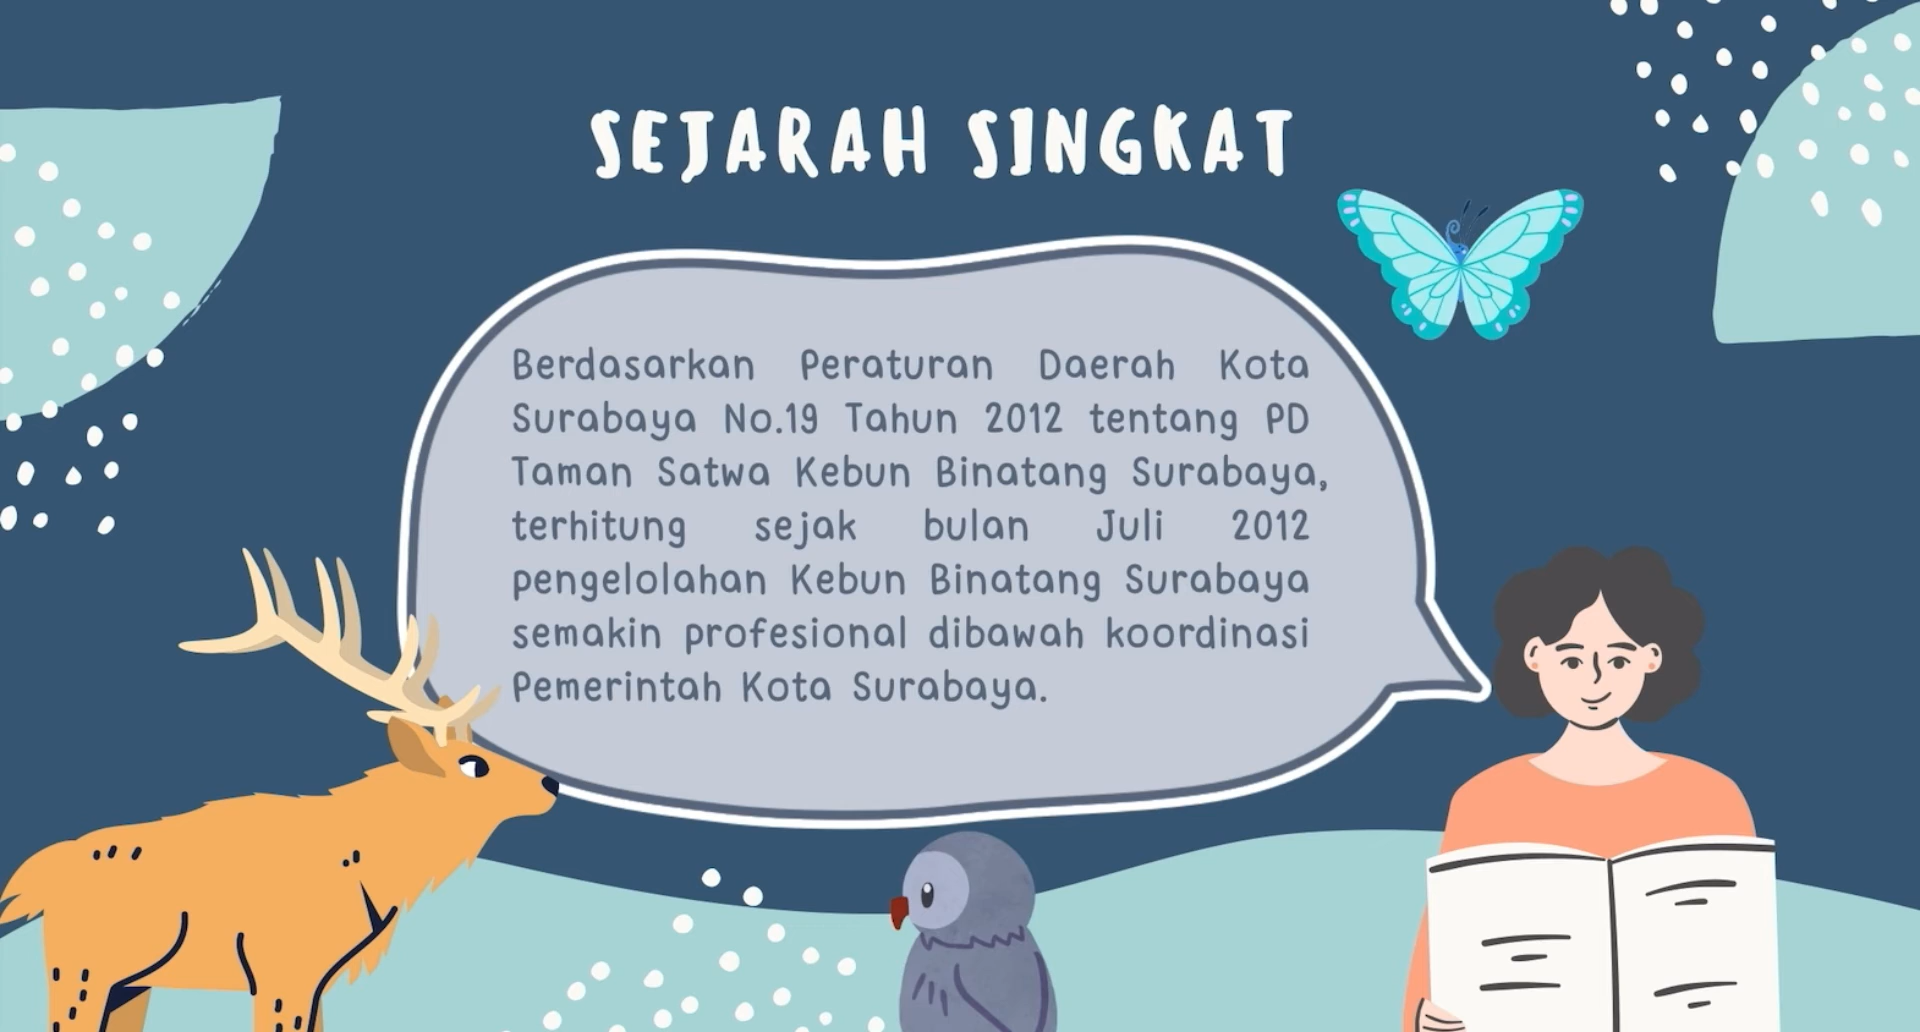 SEJARAH SINGKAT
Berdasarkan Peraturan Daerah Kota
Surabaya No.19 Tahun 2012 tentang PD
Taman Satwa Kebun Binatang Surabaya,
terhitung sejak bulan Juli 2012
pengelolahan Kebun Binatang Surabaya
semakin profesional dibawah koordinasi
Pemerintah Kota Surabaya.